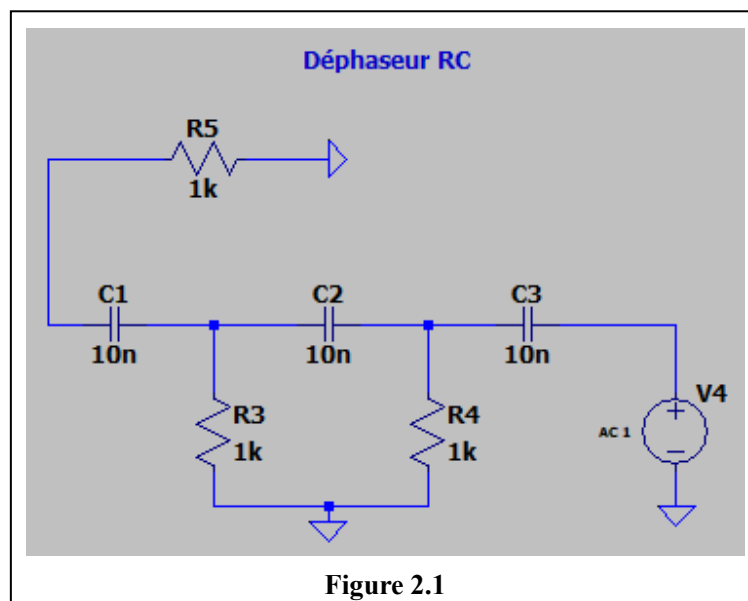 Déphaseur RC
R5
1k
C1
C2
C3
10n
10n
10n
R3
1k
R4
1k
V4
AC 1
Figure 2.1